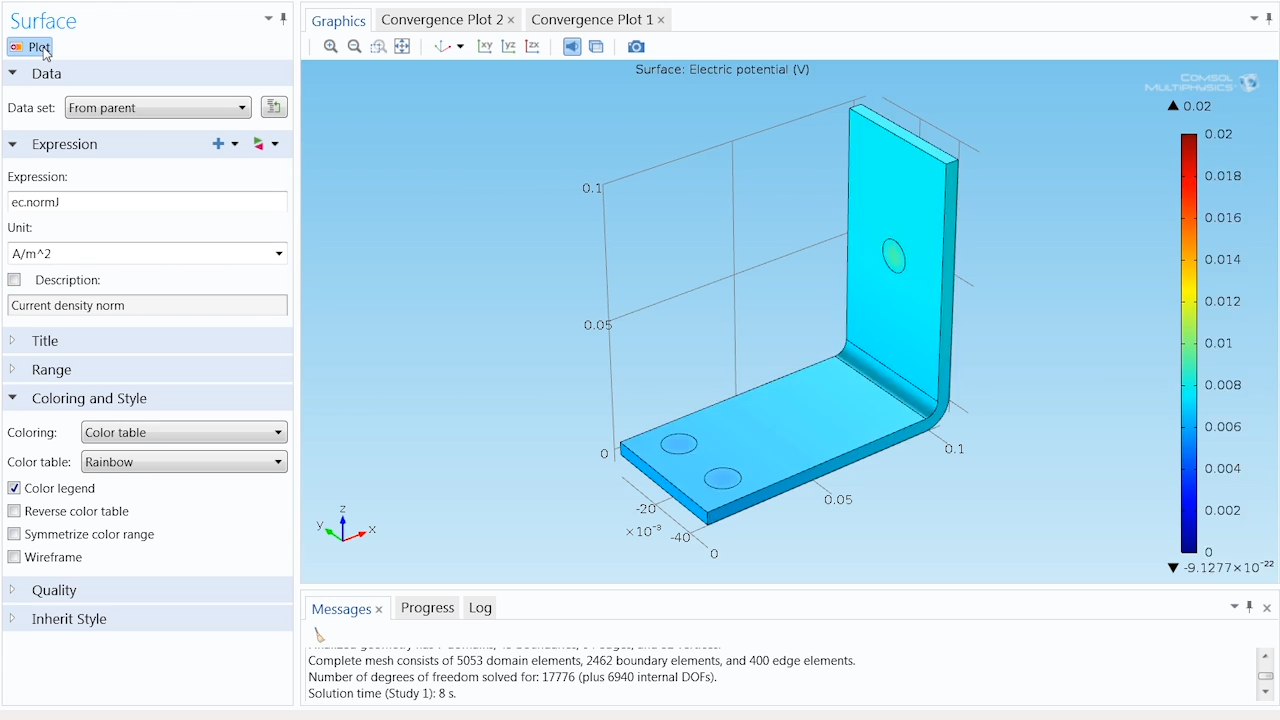 Surface
Plot
Data
Data set: From parent
Expression
Expression:
ec.normJ
Unit:
A/m^2
Description:
Current density norm
Title
Range
Coloring and Style
Coloring: Color table
Color table: Rainbow
Color legend
Reverse color table
Symmetrize color range
Wireframe
Quality
Inherit Style
Graphics Convergence Plot 2 × Convergence Plot 1 ×
xy yz zx
Surface: Electric potential (V)
COMSOL
MULTIPHYSICS
▲ 0.02
0.02
0.018
0.016
0.014
0.012
0.01
0.008
0.006
0.004
0.002
0
▼ -9.1277×10⁻²²
0.1
0.05
0
-20
×10⁻³
-40
0
0.05
0.1
z
y
x
Messages × Progress Log
Complete mesh consists of 5053 domain elements, 2462 boundary elements, and 400 edge elements.
Number of degrees of freedom solved for: 17776 (plus 6940 internal DOFs).
Solution time (Study 1): 8 s.